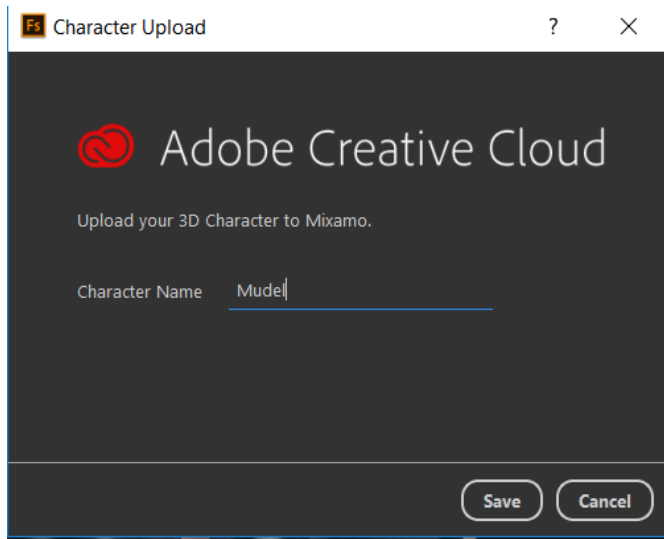 Fs Character Upload ?
Adobe Creative Cloud
Upload your 3D Character to Mixamo.
Character Name Mudel
Save Cancel